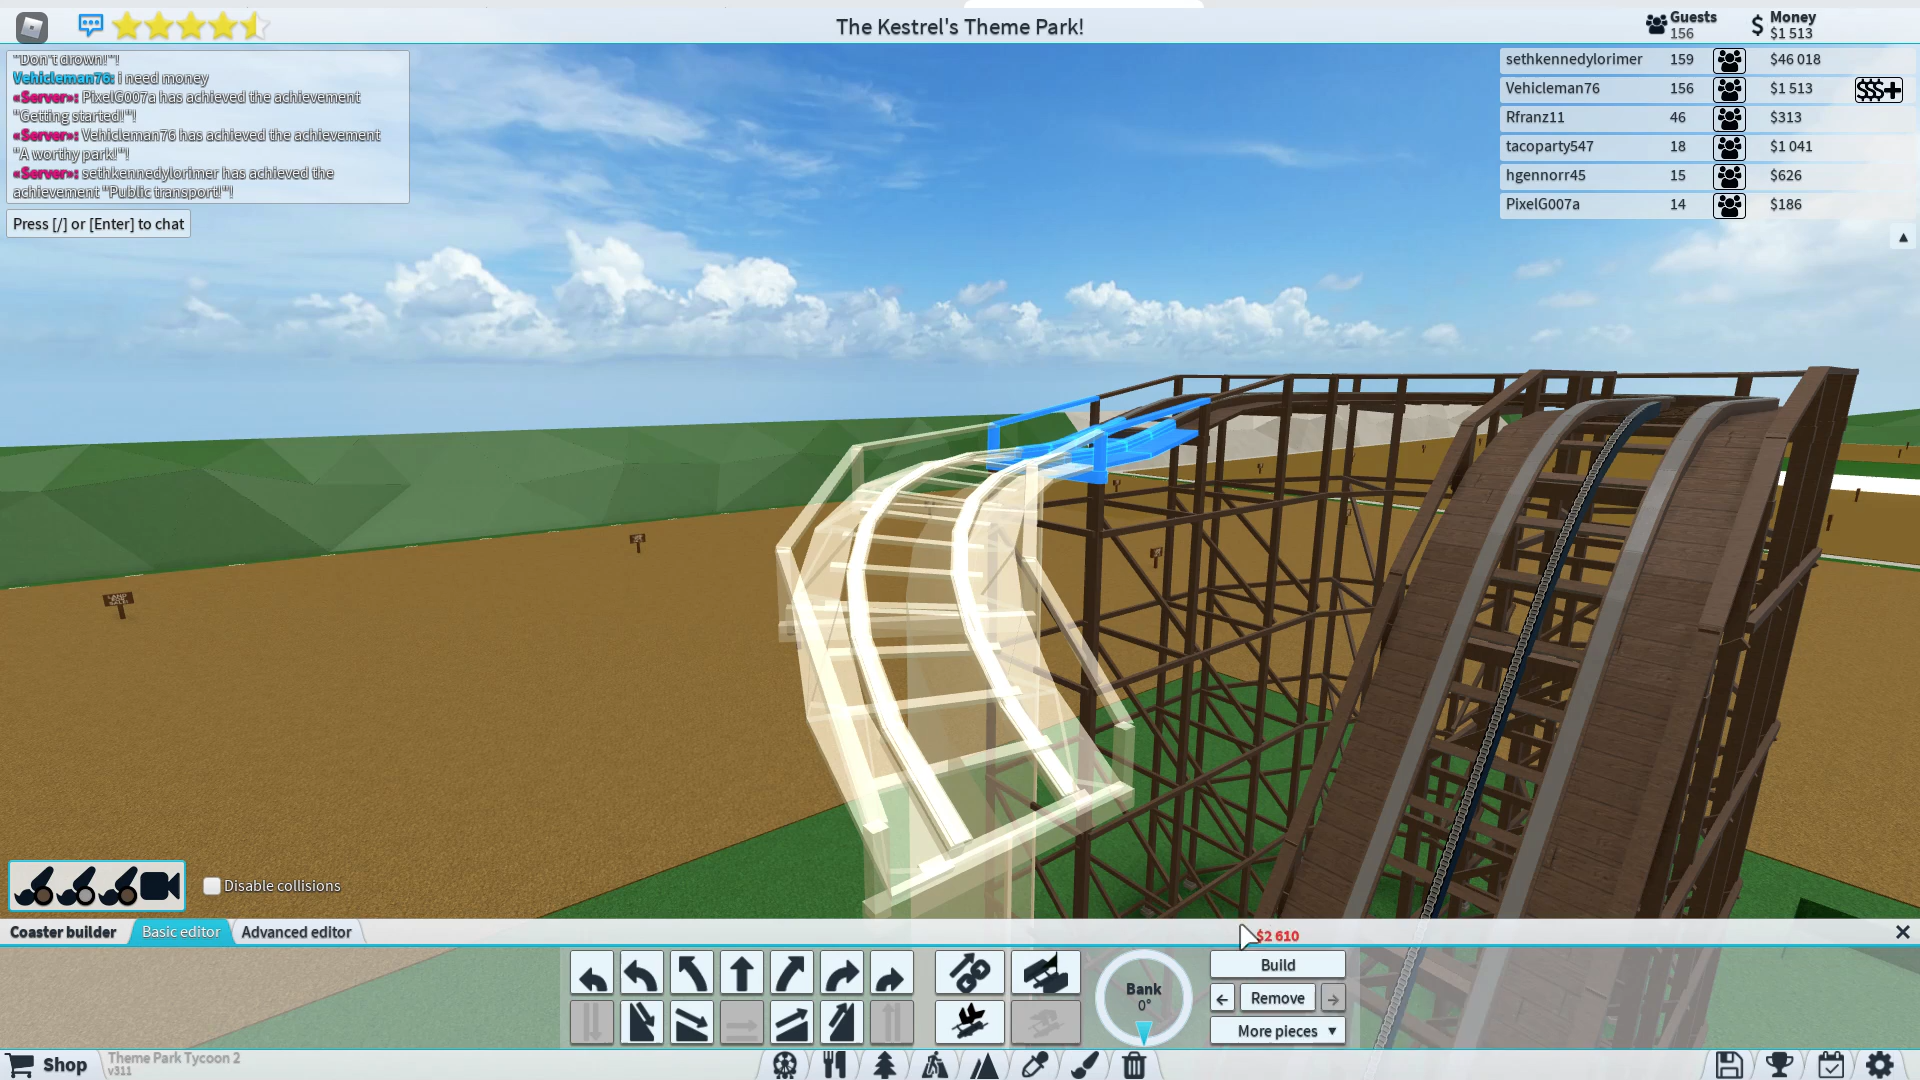 The Kestrel's Theme Park!
Guests
156
Money
$1 513
"Don't drown!"!
Vehicleman76: i need money
«Server»: PixelG007a has achieved the achievement
"Getting started!"!
«Server»: Vehicleman76 has achieved the achievement
"A worthy park!"!
«Server»: sethkennedylorimer has achieved the
achievement "Public transport!"!
Press [/] or [Enter] to chat
sethkennedylorimer 159 $46 018
Vehicleman76 156 $1 513 $$$+
Rfranz11 46 $313
tacoparty547 18 $1 041
hgennorr45 15 $626
PixelG007a 14 $186
LAND FOR SALE!
Disable collisions
Coaster builder
Basic editor
Advanced editor
$2 610
Bank
0°
Build
Remove
More pieces
Shop
Theme Park Tycoon 2
v311